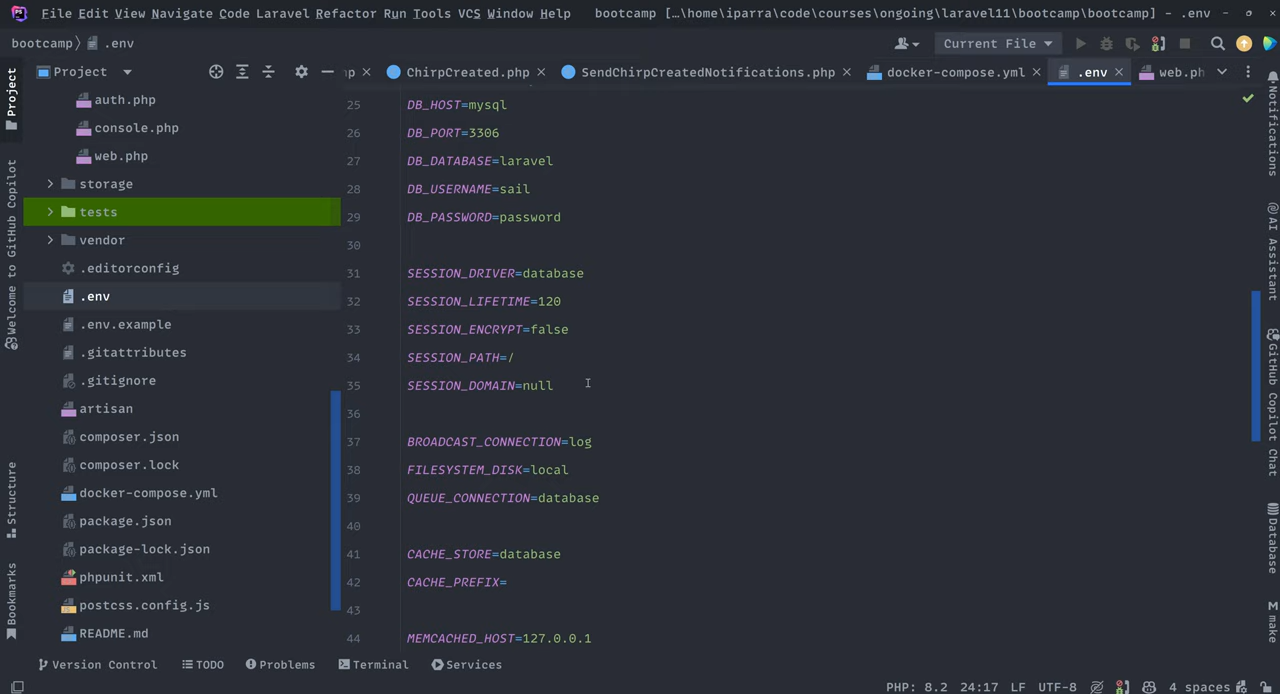 File Edit View Navigate Code Laravel Refactor Run Tools VCS Window Help bootcamp […\home\iparra\code\courses\ongoing\laravel11\bootcamp\bootcamp] - .env
bootcamp .env
Current File
Project
ChirpCreated.php
SendChirpCreatedNotifications.php
docker-compose.yml
.env
web.ph
auth.php
console.php
web.php
storage
tests
vendor
.editorconfig
.env
.env.example
.gitattributes
.gitignore
artisan
composer.json
composer.lock
docker-compose.yml
package.json
package-lock.json
phpunit.xml
postcss.config.js
README.md
25 DB_HOST=mysql
26 DB_PORT=3306
27 DB_DATABASE=laravel
28 DB_USERNAME=sail
29 DB_PASSWORD=password
30
31 SESSION_DRIVER=database
32 SESSION_LIFETIME=120
33 SESSION_ENCRYPT=false
34 SESSION_PATH=/
35 SESSION_DOMAIN=null
36
37 BROADCAST_CONNECTION=log
38 FILESYSTEM_DISK=local
39 QUEUE_CONNECTION=database
40
41 CACHE_STORE=database
42 CACHE_PREFIX=
43
44 MEMCACHED_HOST=127.0.0.1
Project
Welcome to GitHub Copilot
Structure
Bookmarks
Notifications
AI Assistant
GitHub Copilot Chat
Database
make
Version Control TODO Problems Terminal Services
PHP: 8.2 24:17 LF UTF-8 4 spaces